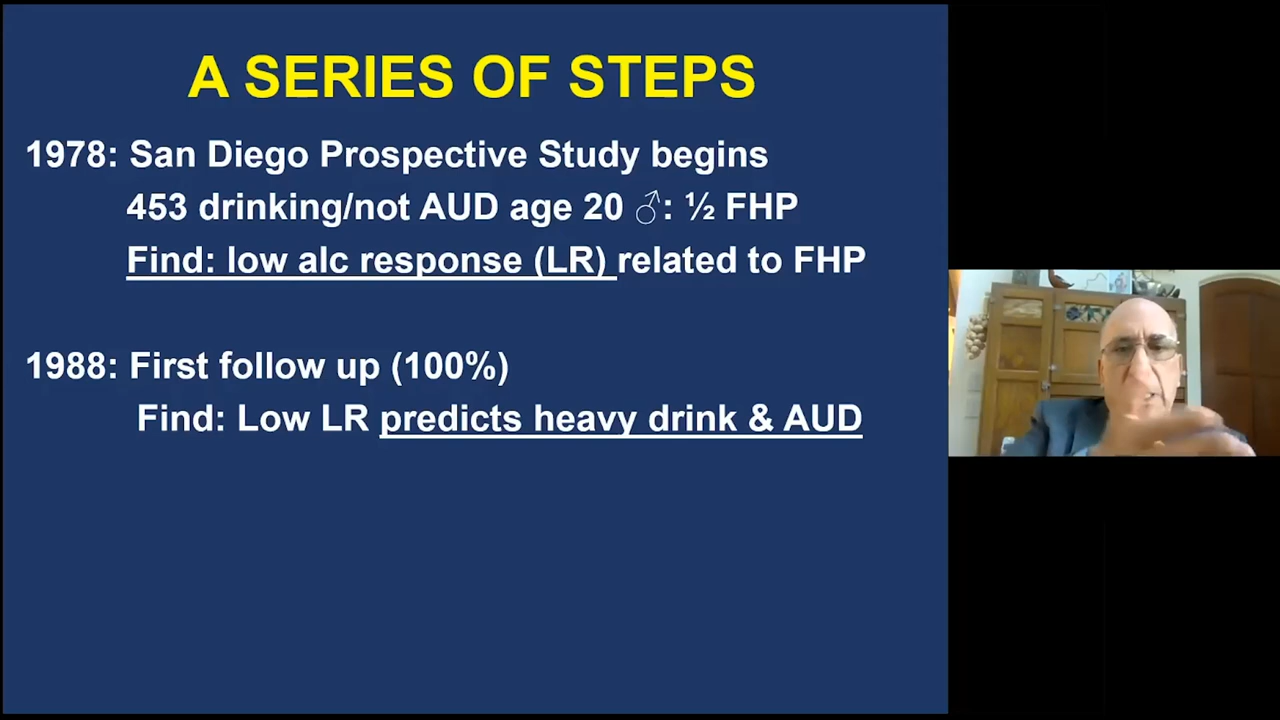 A SERIES OF STEPS
1978: San Diego Prospective Study begins
453 drinking/not AUD age 20 ♂: ½ FHP
Find: low alc response (LR) related to FHP
1988: First follow up (100%)
Find: Low LR predicts heavy drink & AUD